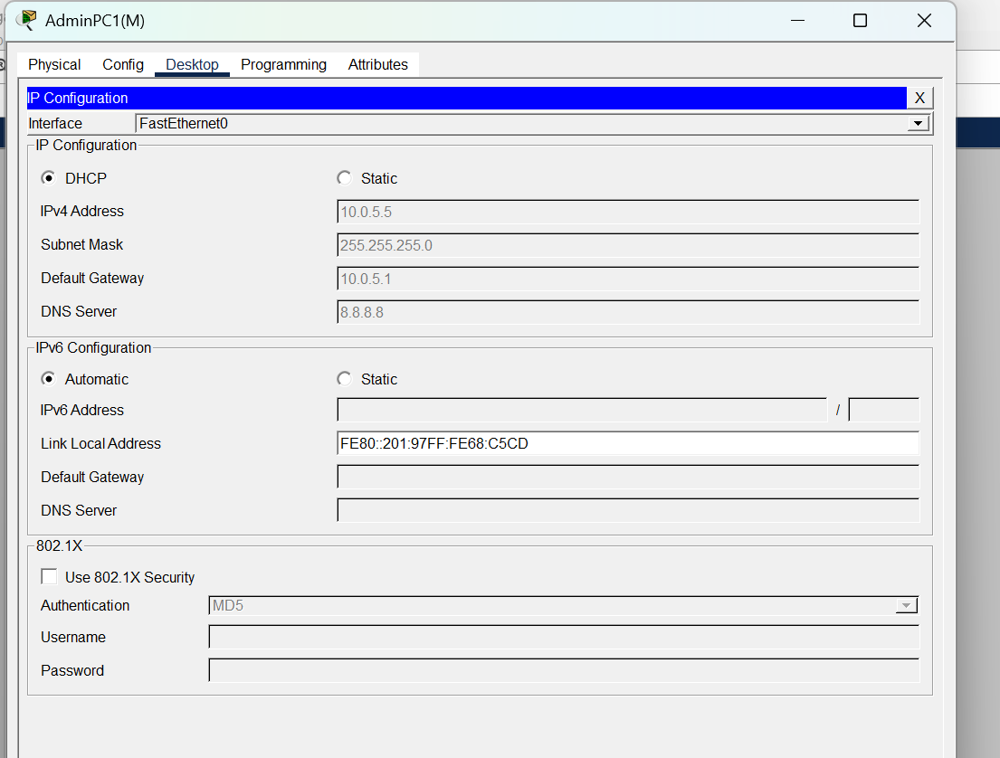 AdminPC1(M)
Physical Config Desktop Programming Attributes
IP Configuration X
Interface FastEthernet0
IP Configuration
DHCP Static
IPv4 Address 10.0.5.5
Subnet Mask 255.255.255.0
Default Gateway 10.0.5.1
DNS Server 8.8.8.8
IPv6 Configuration
Automatic Static
IPv6 Address /
Link Local Address FE80::201:97FF:FE68:C5CD
Default Gateway
DNS Server
802.1X
Use 802.1X Security
Authentication MD5
Username
Password